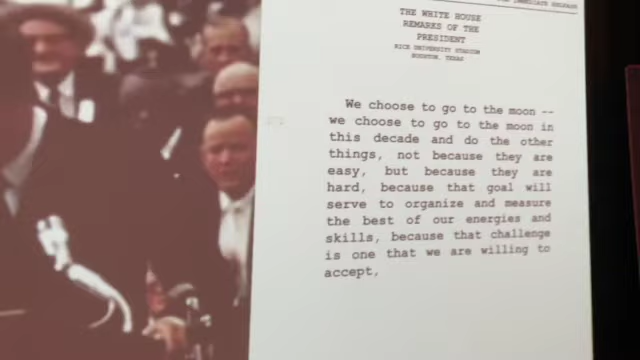 IMMEDIATE RELEASE
THE WHITE HOUSE
REMARKS OF THE
PRESIDENT
RICE UNIVERSITY STADIUM
HOUSTON, TEXAS
We choose to go to the moon --
we choose to go to the moon in
this decade and do the other
things, not because they are
easy, but because they are
hard, because that goal will
serve to organize and measure
the best of our energies and
skills, because that challenge
is one that we are willing to
accept,